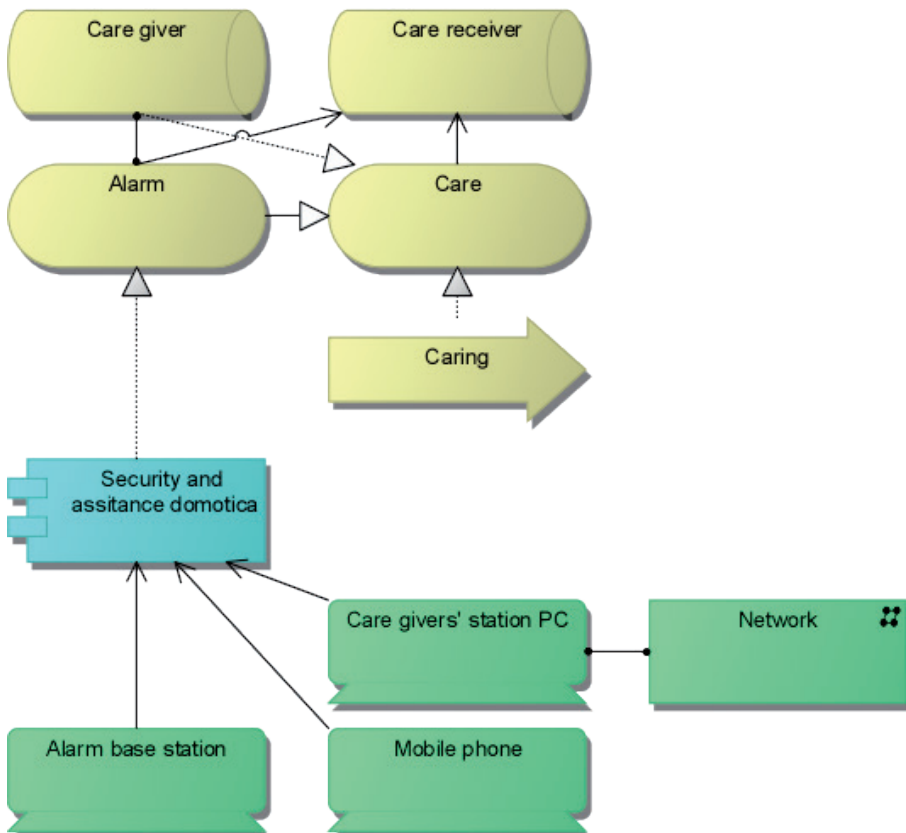 Care giver
Care receiver
Alarm
Care
Caring
Security and
assitance domotica
Care givers' station PC
Network
Alarm base station
Mobile phone